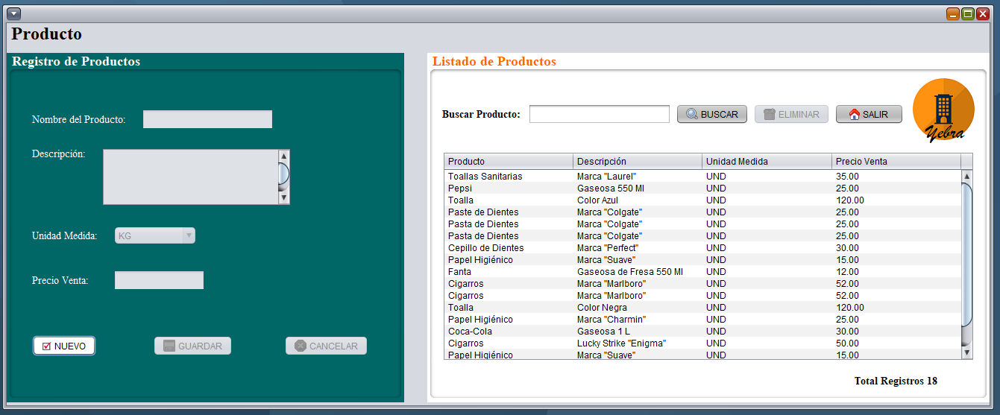 Producto
Registro de Productos
Nombre del Producto:
Descripción:
Unidad Medida: KG
Precio Venta:
NUEVO GUARDAR CANCELAR
Listado de Productos
Buscar Producto: BUSCAR ELIMINAR SALIR
Yebra
Producto Descripción Unidad Medida Precio Venta
Toallas Sanitarias Marca "Laurel" UND 35.00
Pepsi Gaseosa 550 Ml UND 25.00
Toalla Color Azul UND 120.00
Paste de Dientes Marca "Colgate" UND 25.00
Pasta de Dientes Marca "Colgate" UND 25.00
Pasta de Dientes Marca "Colgate" UND 25.00
Cepillo de Dientes Marca "Perfect" UND 30.00
Papel Higiénico Marca "Suave" UND 15.00
Fanta Gaseosa de Fresa 550 Ml UND 12.00
Cigarros Marca "Marlboro" UND 52.00
Cigarros Marca "Marlboro" UND 52.00
Toalla Color Negra UND 120.00
Papel Higiénico Marca "Charmin" UND 25.00
Coca-Cola Gaseosa 1 L UND 30.00
Cigarros Lucky Strike "Enigma" UND 50.00
Papel Higiénico Marca "Suave" UND 15.00
Total Registros 18